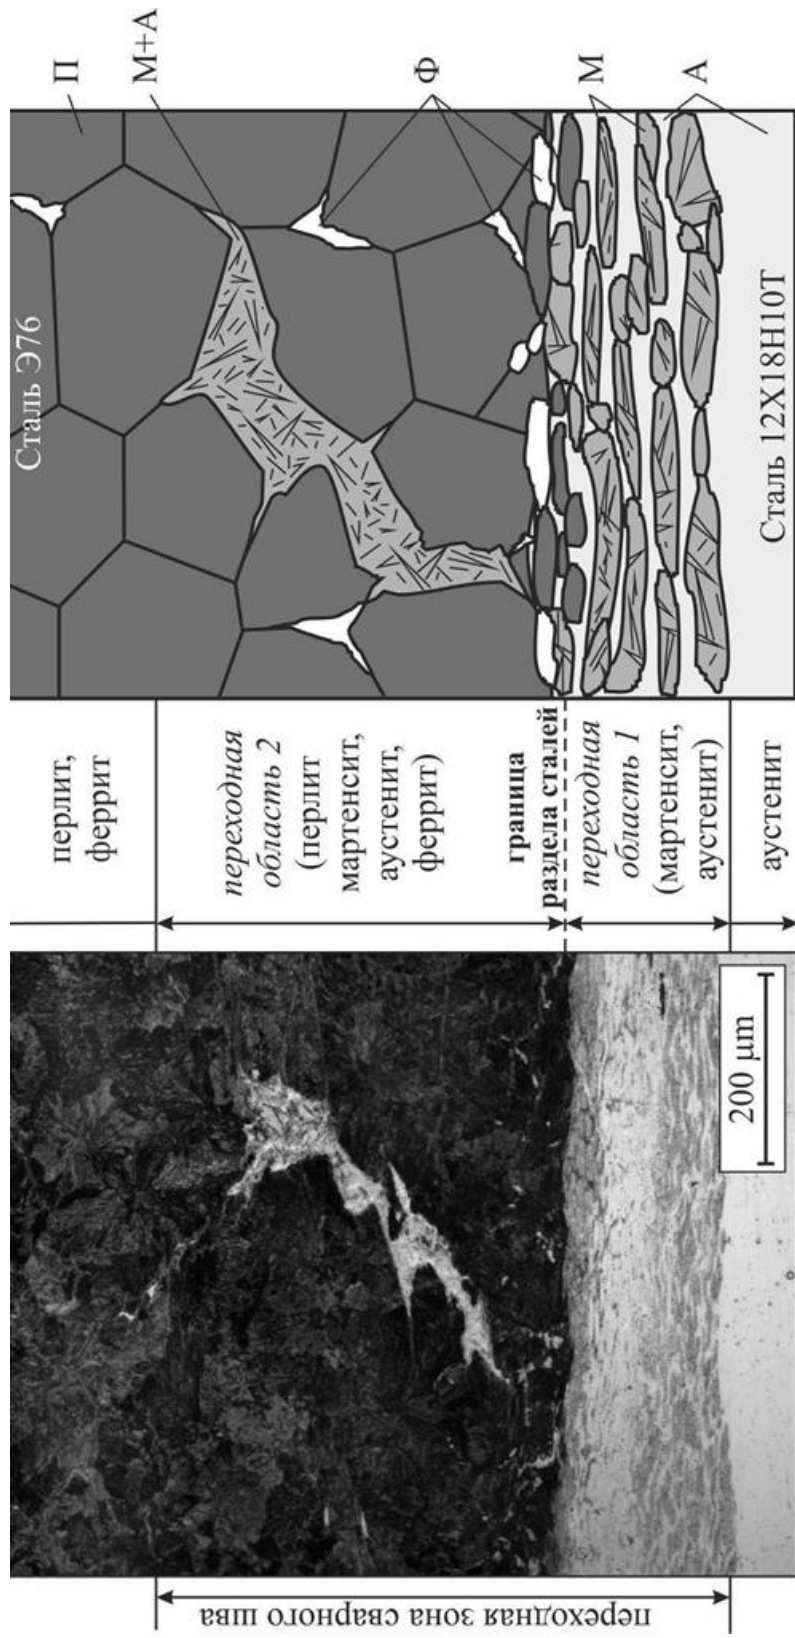 Сталь Э76
П
М+А
Ф
М
А
Сталь 12Х18Н10Т
перлит,
феррит
переходная
область 2
(перлит
мартенсит,
аустенит,
феррит)
граница
раздела сталей
переходная
область 1
(мартенсит,
аустенит)
аустенит
200 µm
переходная зона сварного шва